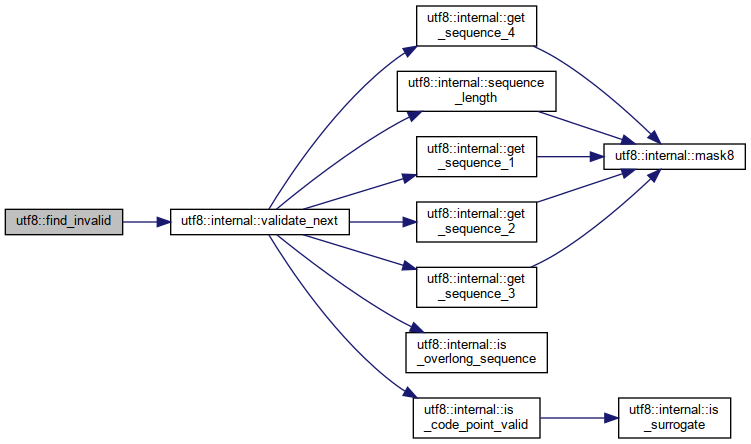 utf8::find_invalid
utf8::internal::validate_next
utf8::internal::get
_sequence_4
utf8::internal::sequence
_length
utf8::internal::get
_sequence_1
utf8::internal::get
_sequence_2
utf8::internal::get
_sequence_3
utf8::internal::is
_overlong_sequence
utf8::internal::is
_code_point_valid
utf8::internal::mask8
utf8::internal::is
_surrogate